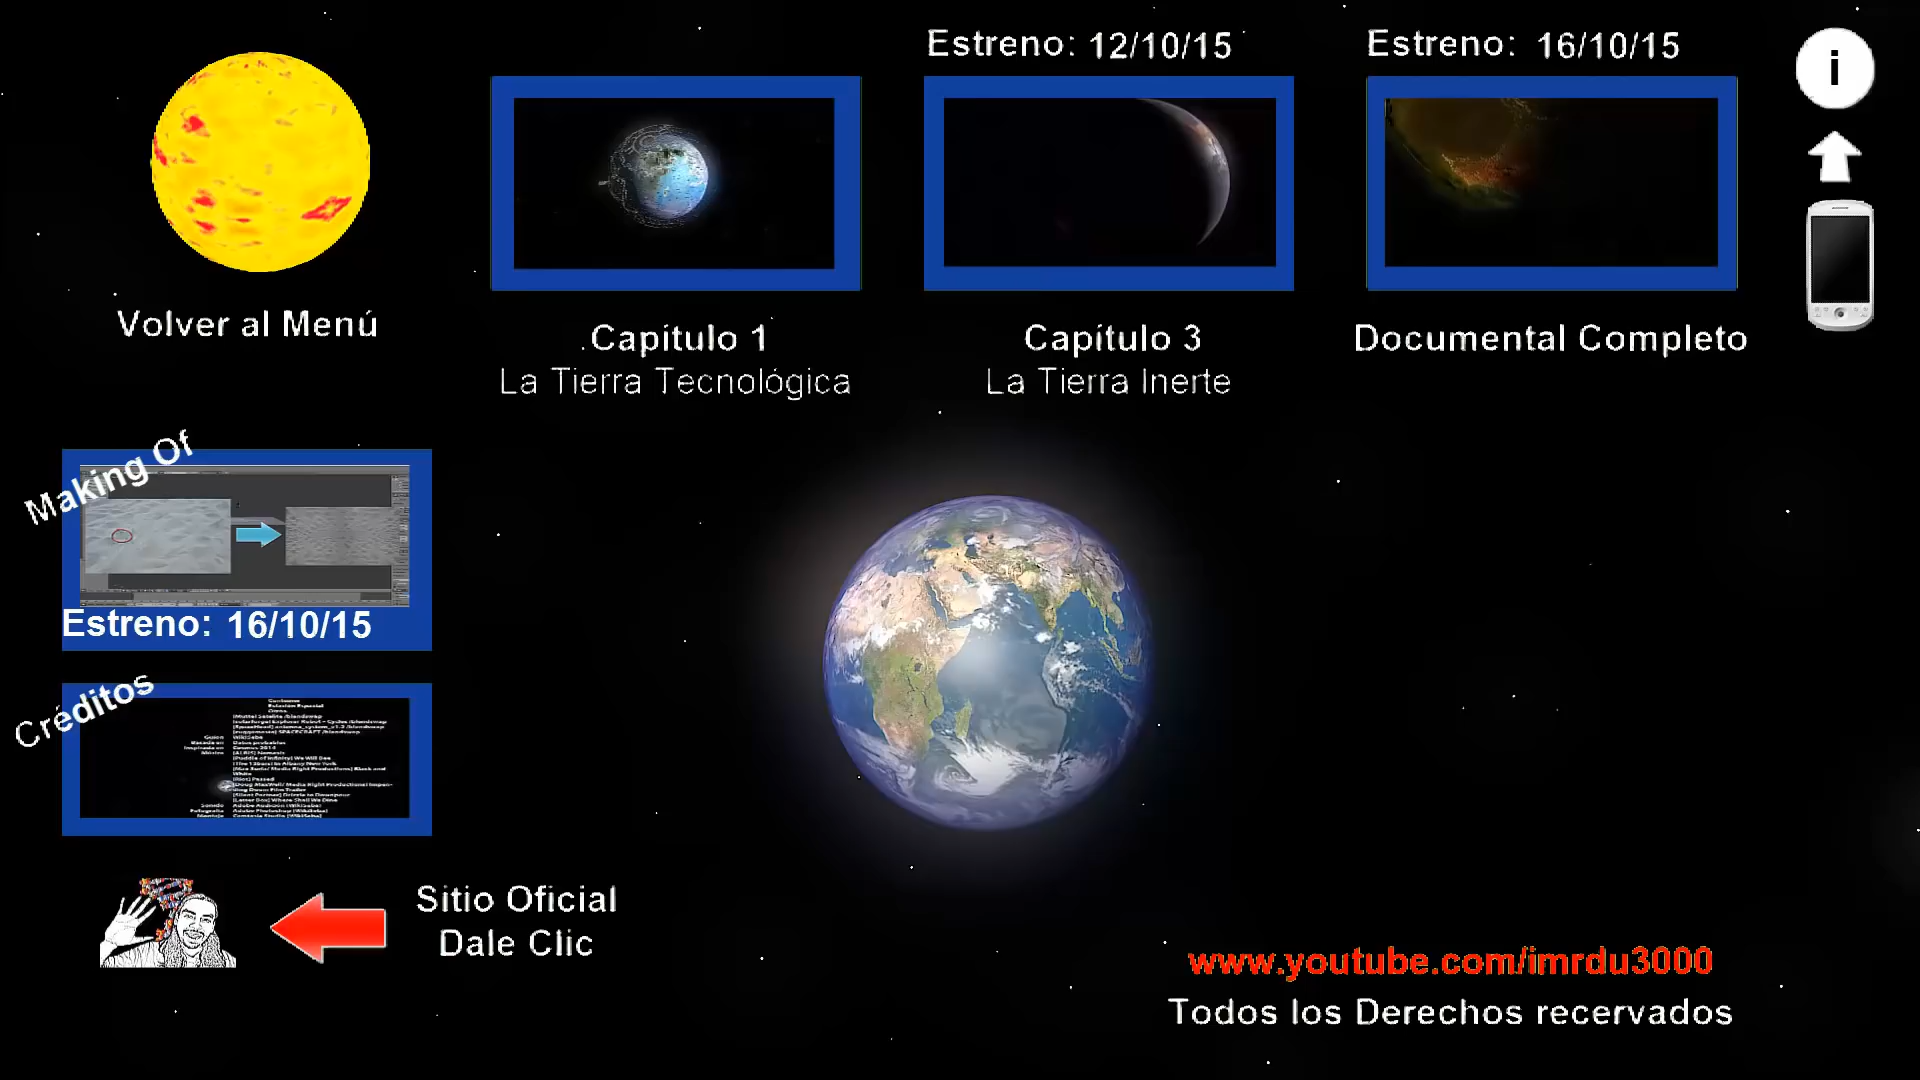 Estreno: 12/10/15
Estreno: 16/10/15
i
Volver al Menú
Capítulo 1
La Tierra Tecnológica
Capítulo 3
La Tierra Inerte
Documental Completo
Making Of
Estreno: 16/10/15
Créditos
Sitio Oficial
Dale Clic
www.youtube.com/imrdu3000
Todos los Derechos recervados